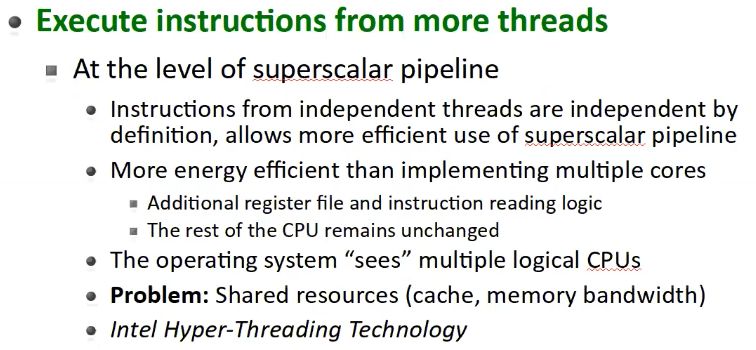 Execute instructions from more threads
At the level of superscalar pipeline
Instructions from independent threads are independent by
definition, allows more efficient use of superscalar pipeline
More energy efficient than implementing multiple cores
Additional register file and instruction reading logic
The rest of the CPU remains unchanged
The operating system “sees” multiple logical CPUs
Problem: Shared resources (cache, memory bandwidth)
Intel Hyper-Threading Technology